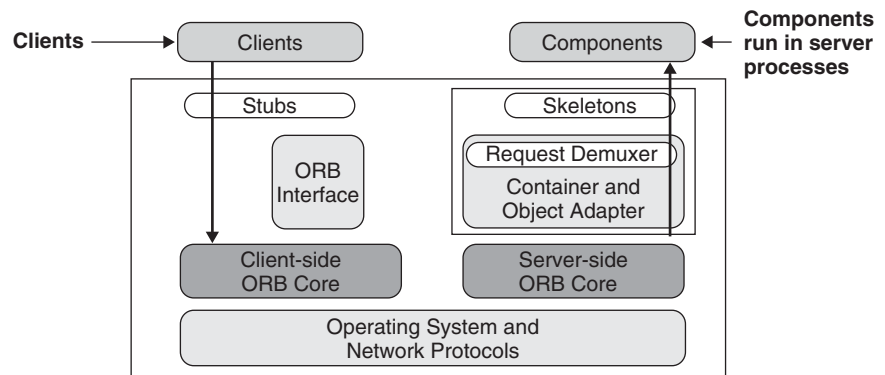 Clients
Clients
Components
Components
run in server
processes
Stubs
Skeletons
ORB
Interface
Request Demuxer
Container and
Object Adapter
Client-side
ORB Core
Server-side
ORB Core
Operating System and
Network Protocols